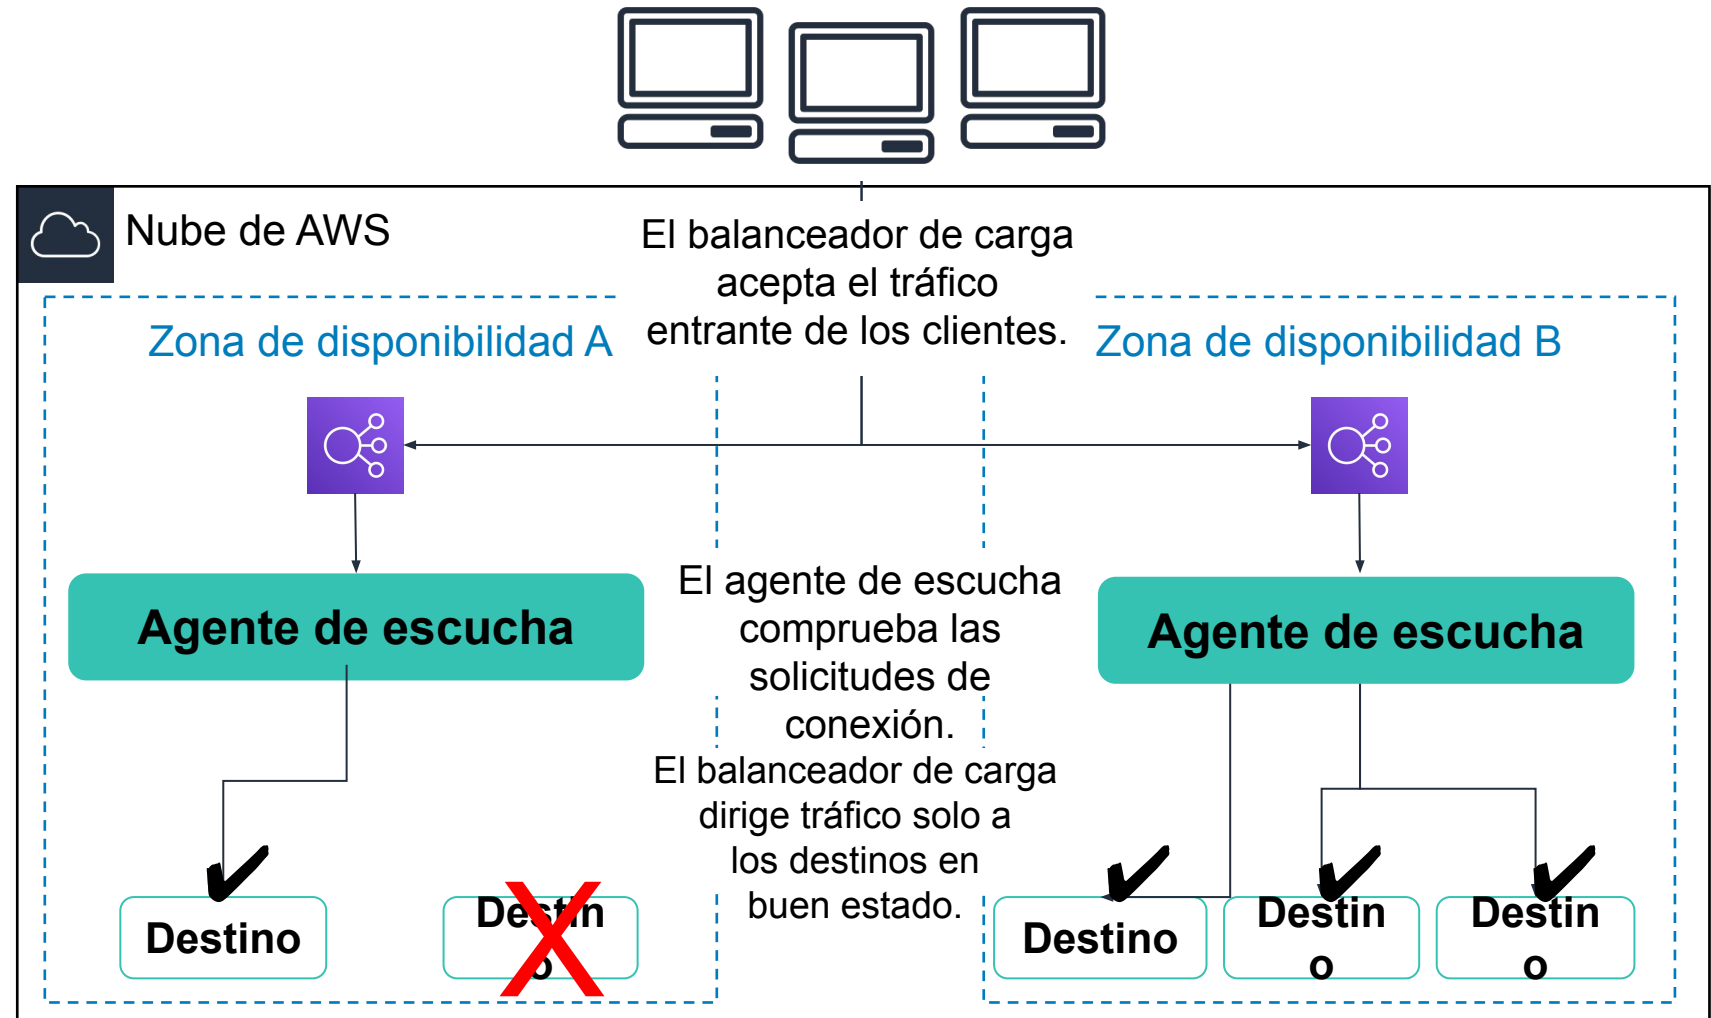 Nube de AWS
El balanceador de carga
acepta el tráfico
entrante de los clientes.
Zona de disponibilidad A
Zona de disponibilidad B
Agente de escucha
El agente de escucha
comprueba las
solicitudes de
conexión.
Agente de escucha
El balanceador de carga
dirige tráfico solo a
los destinos en
buen estado.
Destino
Destin
o
Destino
Destin
o
Destin
o